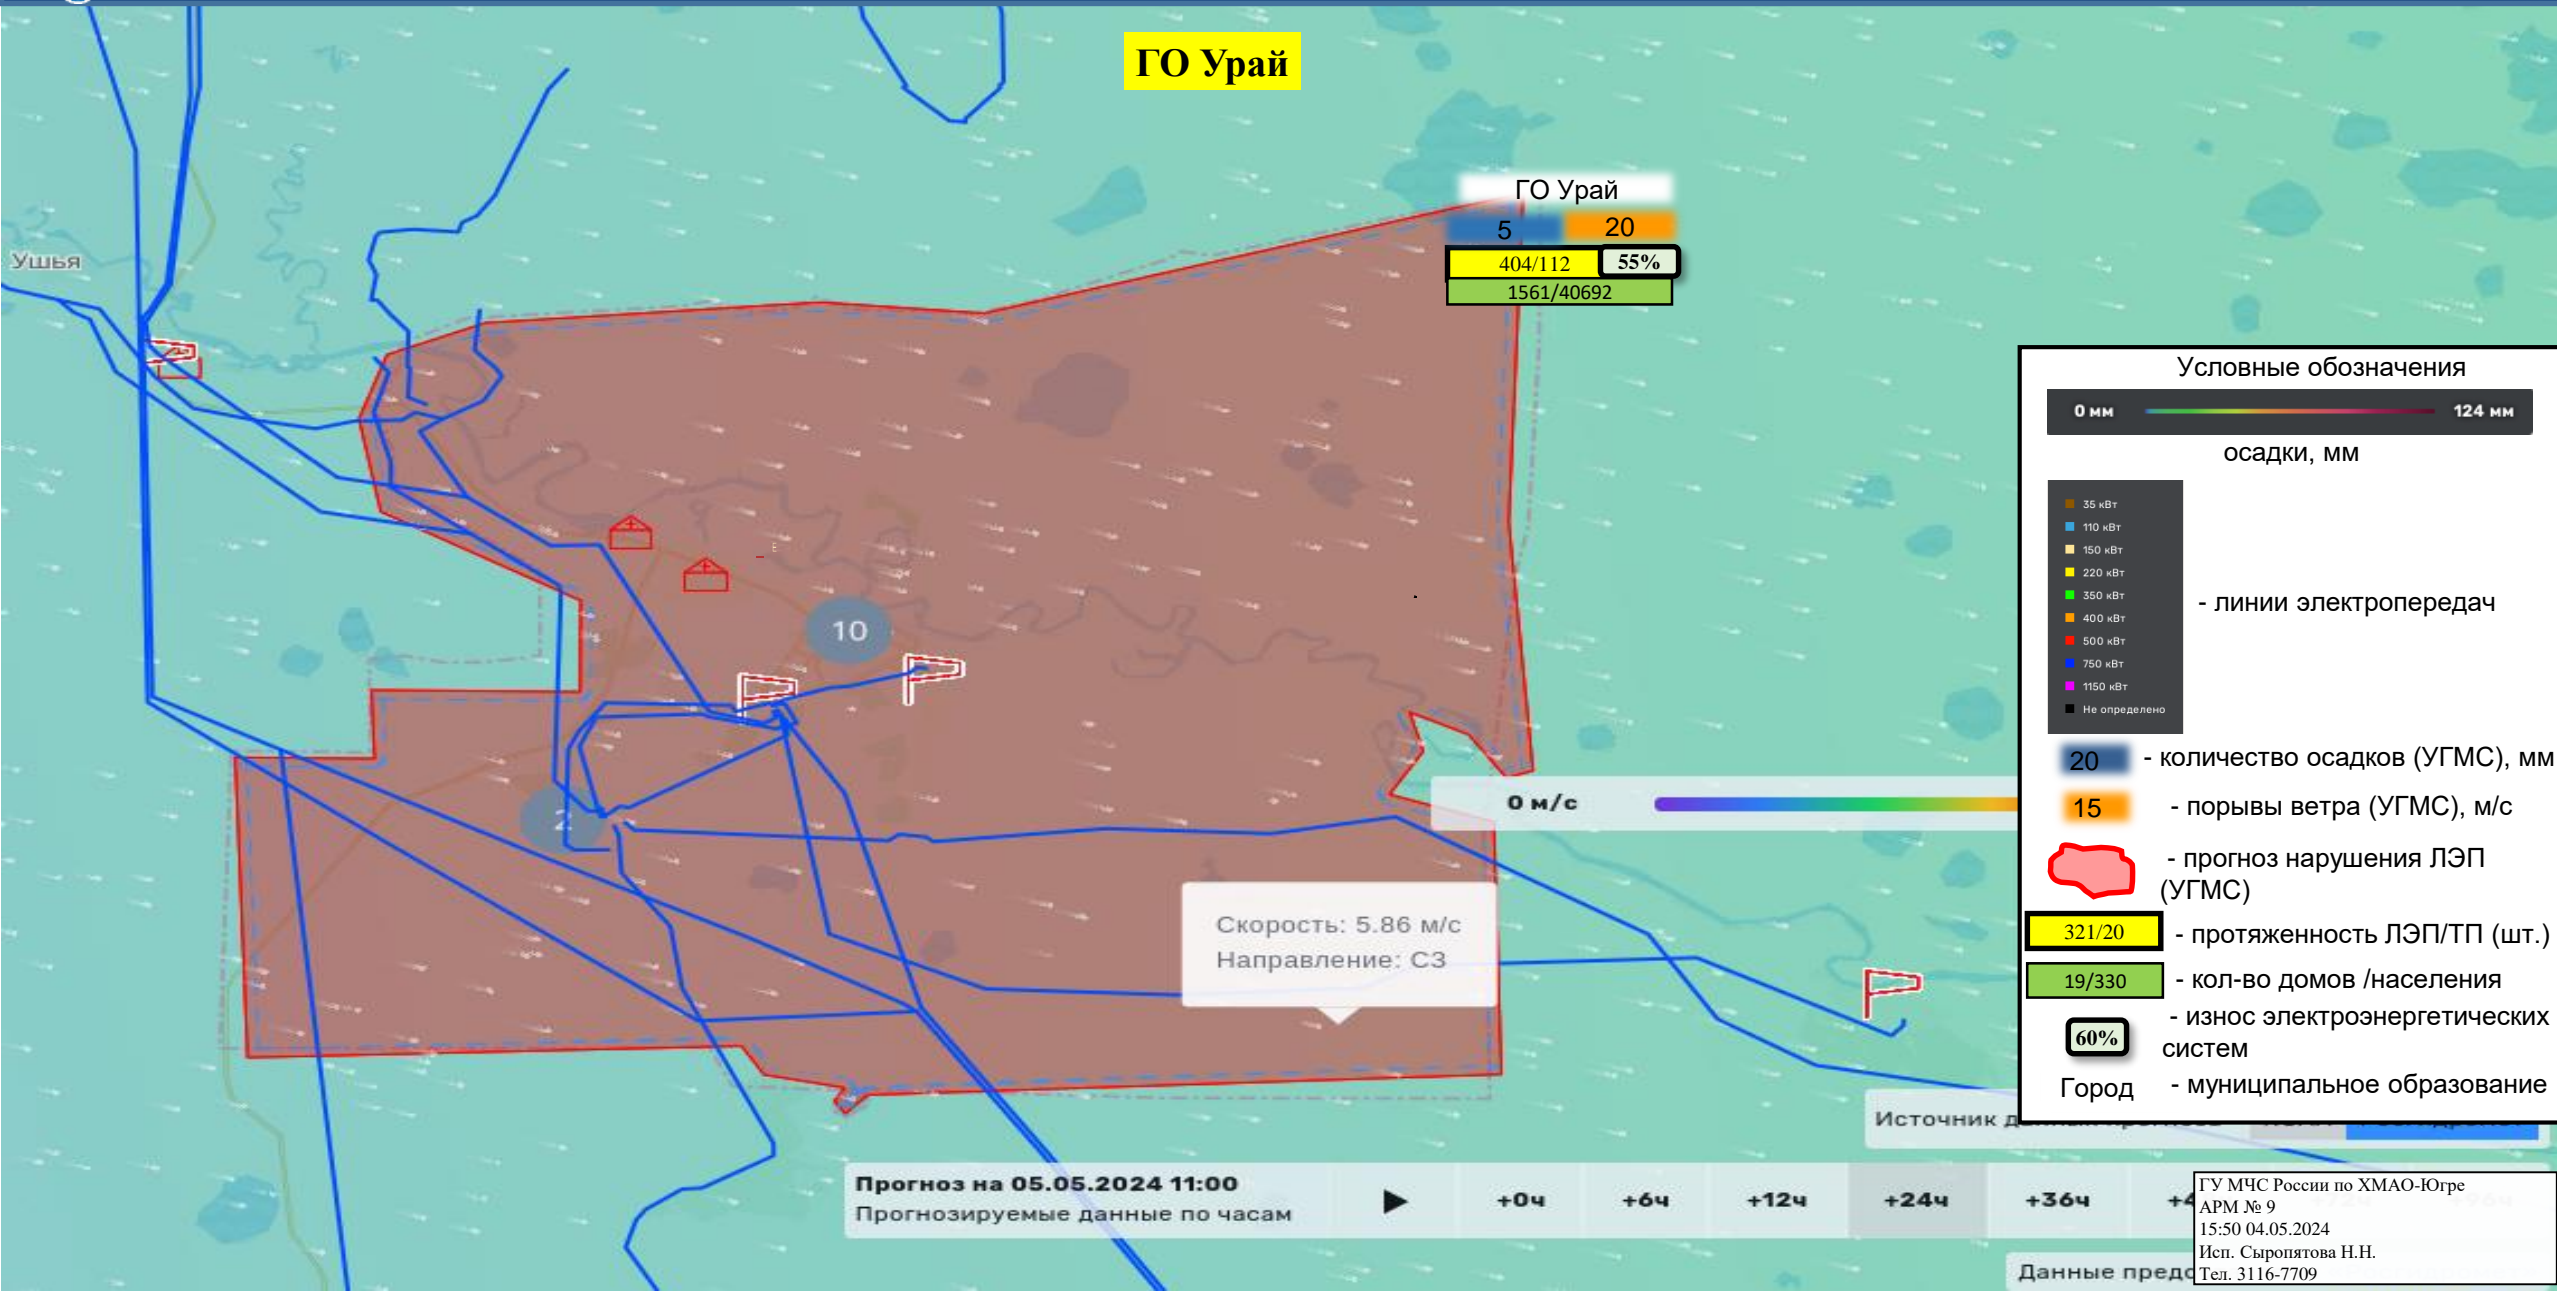 ГО Урай
ГО Урай
5
20
404/112
55%
1561/40692
Ушья
10
2
0 м/с
Скорость: 5.86 м/с
Направление: СЗ
Условные обозначения
0 мм
124 мм
осадки, мм
35 кВт
110 кВт
150 кВт
220 кВт
350 кВт
400 кВт
500 кВт
750 кВт
1150 кВт
Не определено
- линии электропередач
20
- количество осадков (УГМС), мм
15
- порывы ветра (УГМС), м/с
- прогноз нарушения ЛЭП
(УГМС)
321/20
- протяженность ЛЭП/ТП (шт.)
19/330
- кол-во домов /населения
60%
- износ электроэнергетических
систем
Город
- муниципальное образование
Источник
Прогноз на 05.05.2024 11:00
Прогнозируемые данные по часам
+0ч
+6ч
+12ч
+24ч
+36ч
Данные
ГУ МЧС России по ХМАО-Югре
АРМ № 9
15:50 04.05.2024
Исп. Сыропятова Н.Н.
Тел. 3116-7709